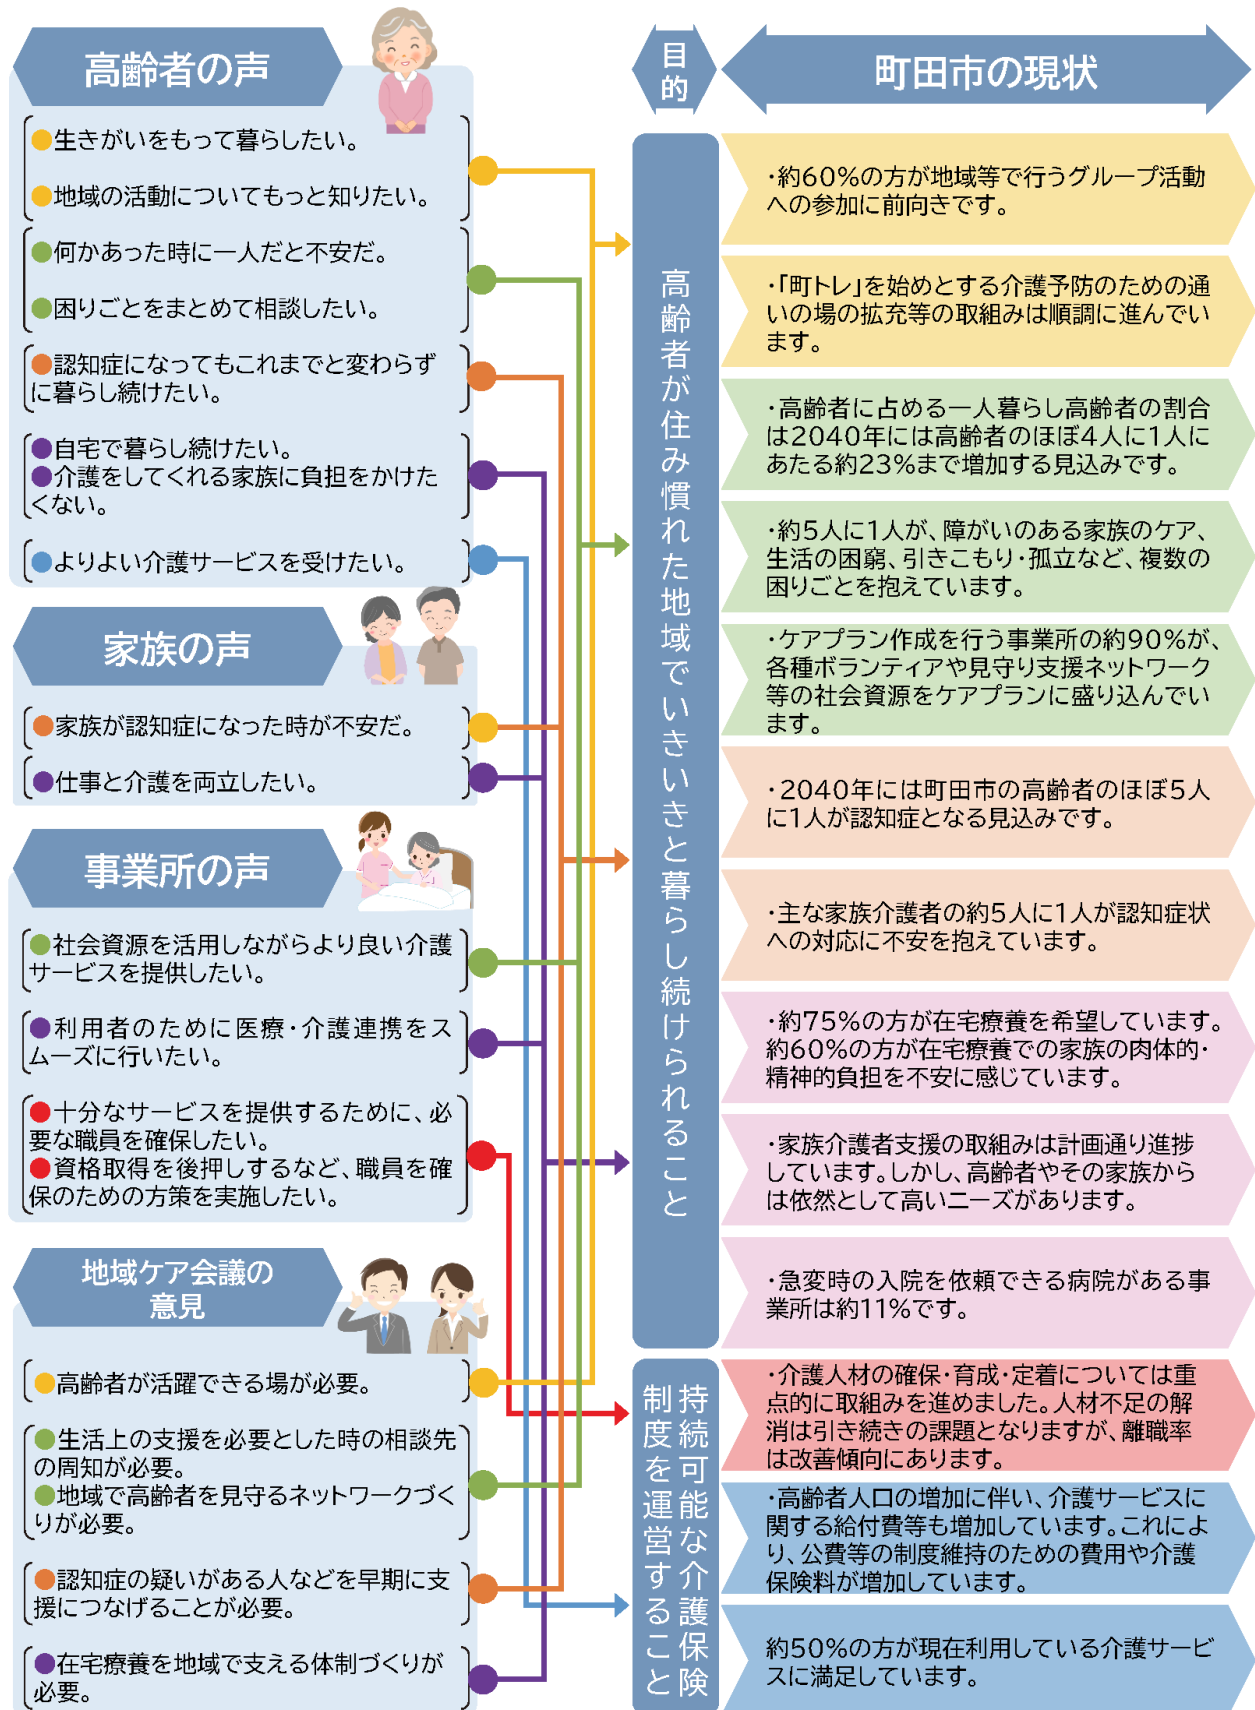 高齢者の声
●生きがいをもって暮らしたい。
●地域の活動についてもっと知りたい。
●何かあった時に一人だと不安だ。
●困りごとをまとめて相談したい。
●認知症になってもこれまでと変わらず
に暮らし続けたい。
●自宅で暮らし続けたい。
●介護をしてくれる家族に負担をかけた
くない。
●よりよい介護サービスを受けたい。
家族の声
●家族が認知症になった時が不安だ。
●仕事と介護を両立したい。
事業所の声
●社会資源を活用しながらより良い介護
サービスを提供したい。
●利用者のために医療・介護連携をス
ムーズに行いたい。
●十分なサービスを提供するために、必
要な職員を確保したい。
●資格取得を後押しするなど、職員を確
保のための方策を実施したい。
地域ケア会議の
意見
●高齢者が活躍できる場が必要。
●生活上の支援を必要とした時の相談先
の周知が必要。
●地域で高齢者を見守るネットワークづく
りが必要。
●認知症の疑いがある人などを早期に支
援につなげることが必要。
●在宅療養を地域で支える体制づくりが
必要。
目的
高齢者が住み慣れた地域でいきいきと暮らし続けられること
持続可能な介護保険
制度を運営すること
町田市の現状
・約60%の方が地域等で行うグループ活動
への参加に前向きです。
・「町トレ」を始めとする介護予防のための通
いの場の拡充等の取組みは順調に進んでい
ます。
・高齢者に占める一人暮らし高齢者の割合
は2040年には高齢者のほぼ4人に1人に
あたる約23%まで増加する見込みです。
・約5人に1人が、障がいのある家族のケア、
生活の困窮、引きこもり・孤立など、複数の
困りごとを抱えています。
・ケアプラン作成を行う事業所の約90%が、
各種ボランティアや見守り支援ネットワーク
等の社会資源をケアプランに盛り込んでい
ます。
・2040年には町田市の高齢者のほぼ5人
に1人が認知症となる見込みです。
・主な家族介護者の約5人に1人が認知症状
への対応に不安を抱えています。
・約75%の方が在宅療養を希望しています。
約60%の方が在宅療養での家族の肉体的・
精神的負担を不安に感じています。
・家族介護者支援の取組みは計画通り進捗
しています。しかし、高齢者やその家族から
は依然として高いニーズがあります。
・急変時の入院を依頼できる病院がある事
業所は約11%です。
・介護人材の確保・育成・定着については重
点的に取組みを進めました。人材不足の解
消は引き続きの課題となりますが、離職率
は改善傾向にあります。
・高齢者人口の増加に伴い、介護サービスに
関する給付費等も増加しています。これによ
り、公費等の制度維持のための費用や介護
保険料が増加しています。
約50%の方が現在利用している介護サービ
スに満足しています。